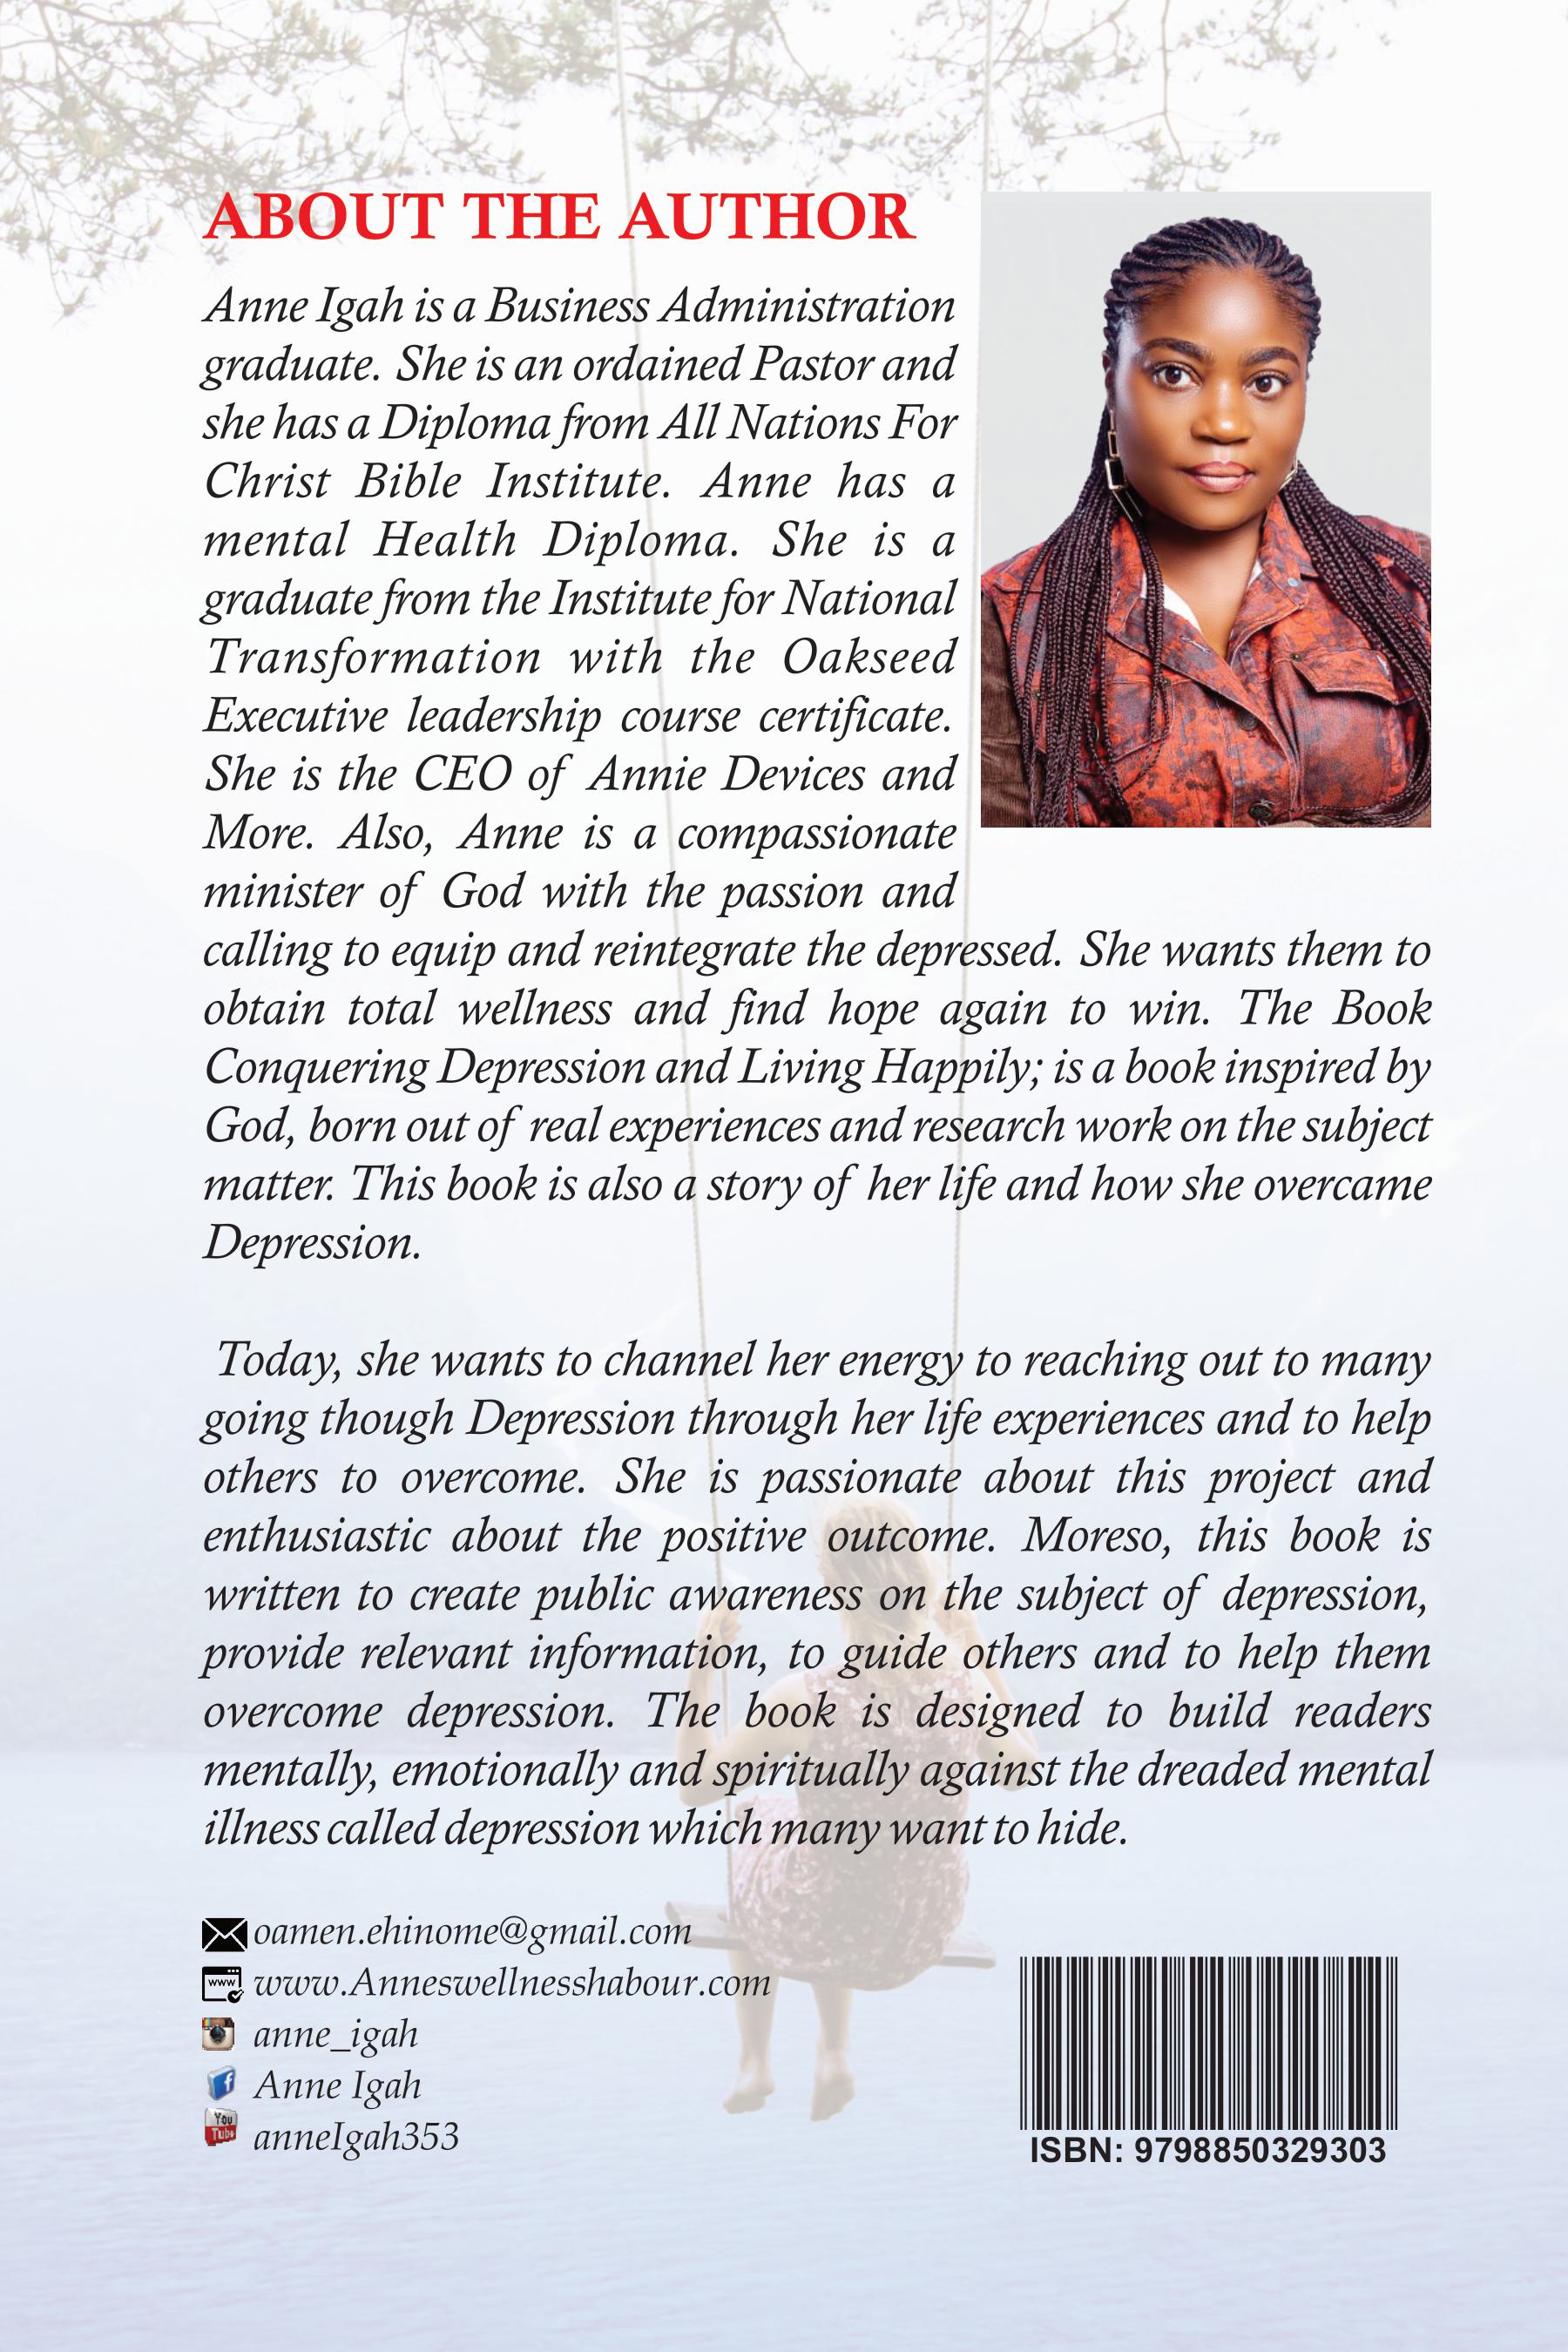 ABOUT THE AUTHOR
Anne Igah is a Business Administration
graduate. She is an ordained Pastor and
she has a Diploma from All Nations For
Christ Bible Institute. Anne has a
mental Health Diploma. She is a
graduate from the Institute for National
Transformation with the Oakseed
Executive leadership course certificate.
She is the CEO of Annie Devices and
More. Also, Anne is a compassionate
minister of God with the passion and
calling to equip and reintegrate the depressed. She wants them to
obtain total wellness and find hope again to win. The Book
Conquering Depression and Living Happily; is a book inspired by
God, born out of real experiences and research work on the subject
matter. This book is also a story of her life and how she overcame
Depression.
Today, she wants to channel her energy to reaching out to many
going though Depression through her life experiences and to help
others to overcome. She is passionate about this project and
enthusiastic about the positive outcome. Moreso, this book is
written to create public awareness on the subject of depression,
provide relevant information, to guide others and to help them
overcome depression. The book is designed to build readers
mentally, emotionally and spiritually against the dreaded mental
illness called depression which many want to hide.
oamen.ehinome@gmail.com
www www.Anneswellnesshabour.com
anne_igah
f Anne Igah
You
Tube anneIgah353
ISBN: 9798850329303